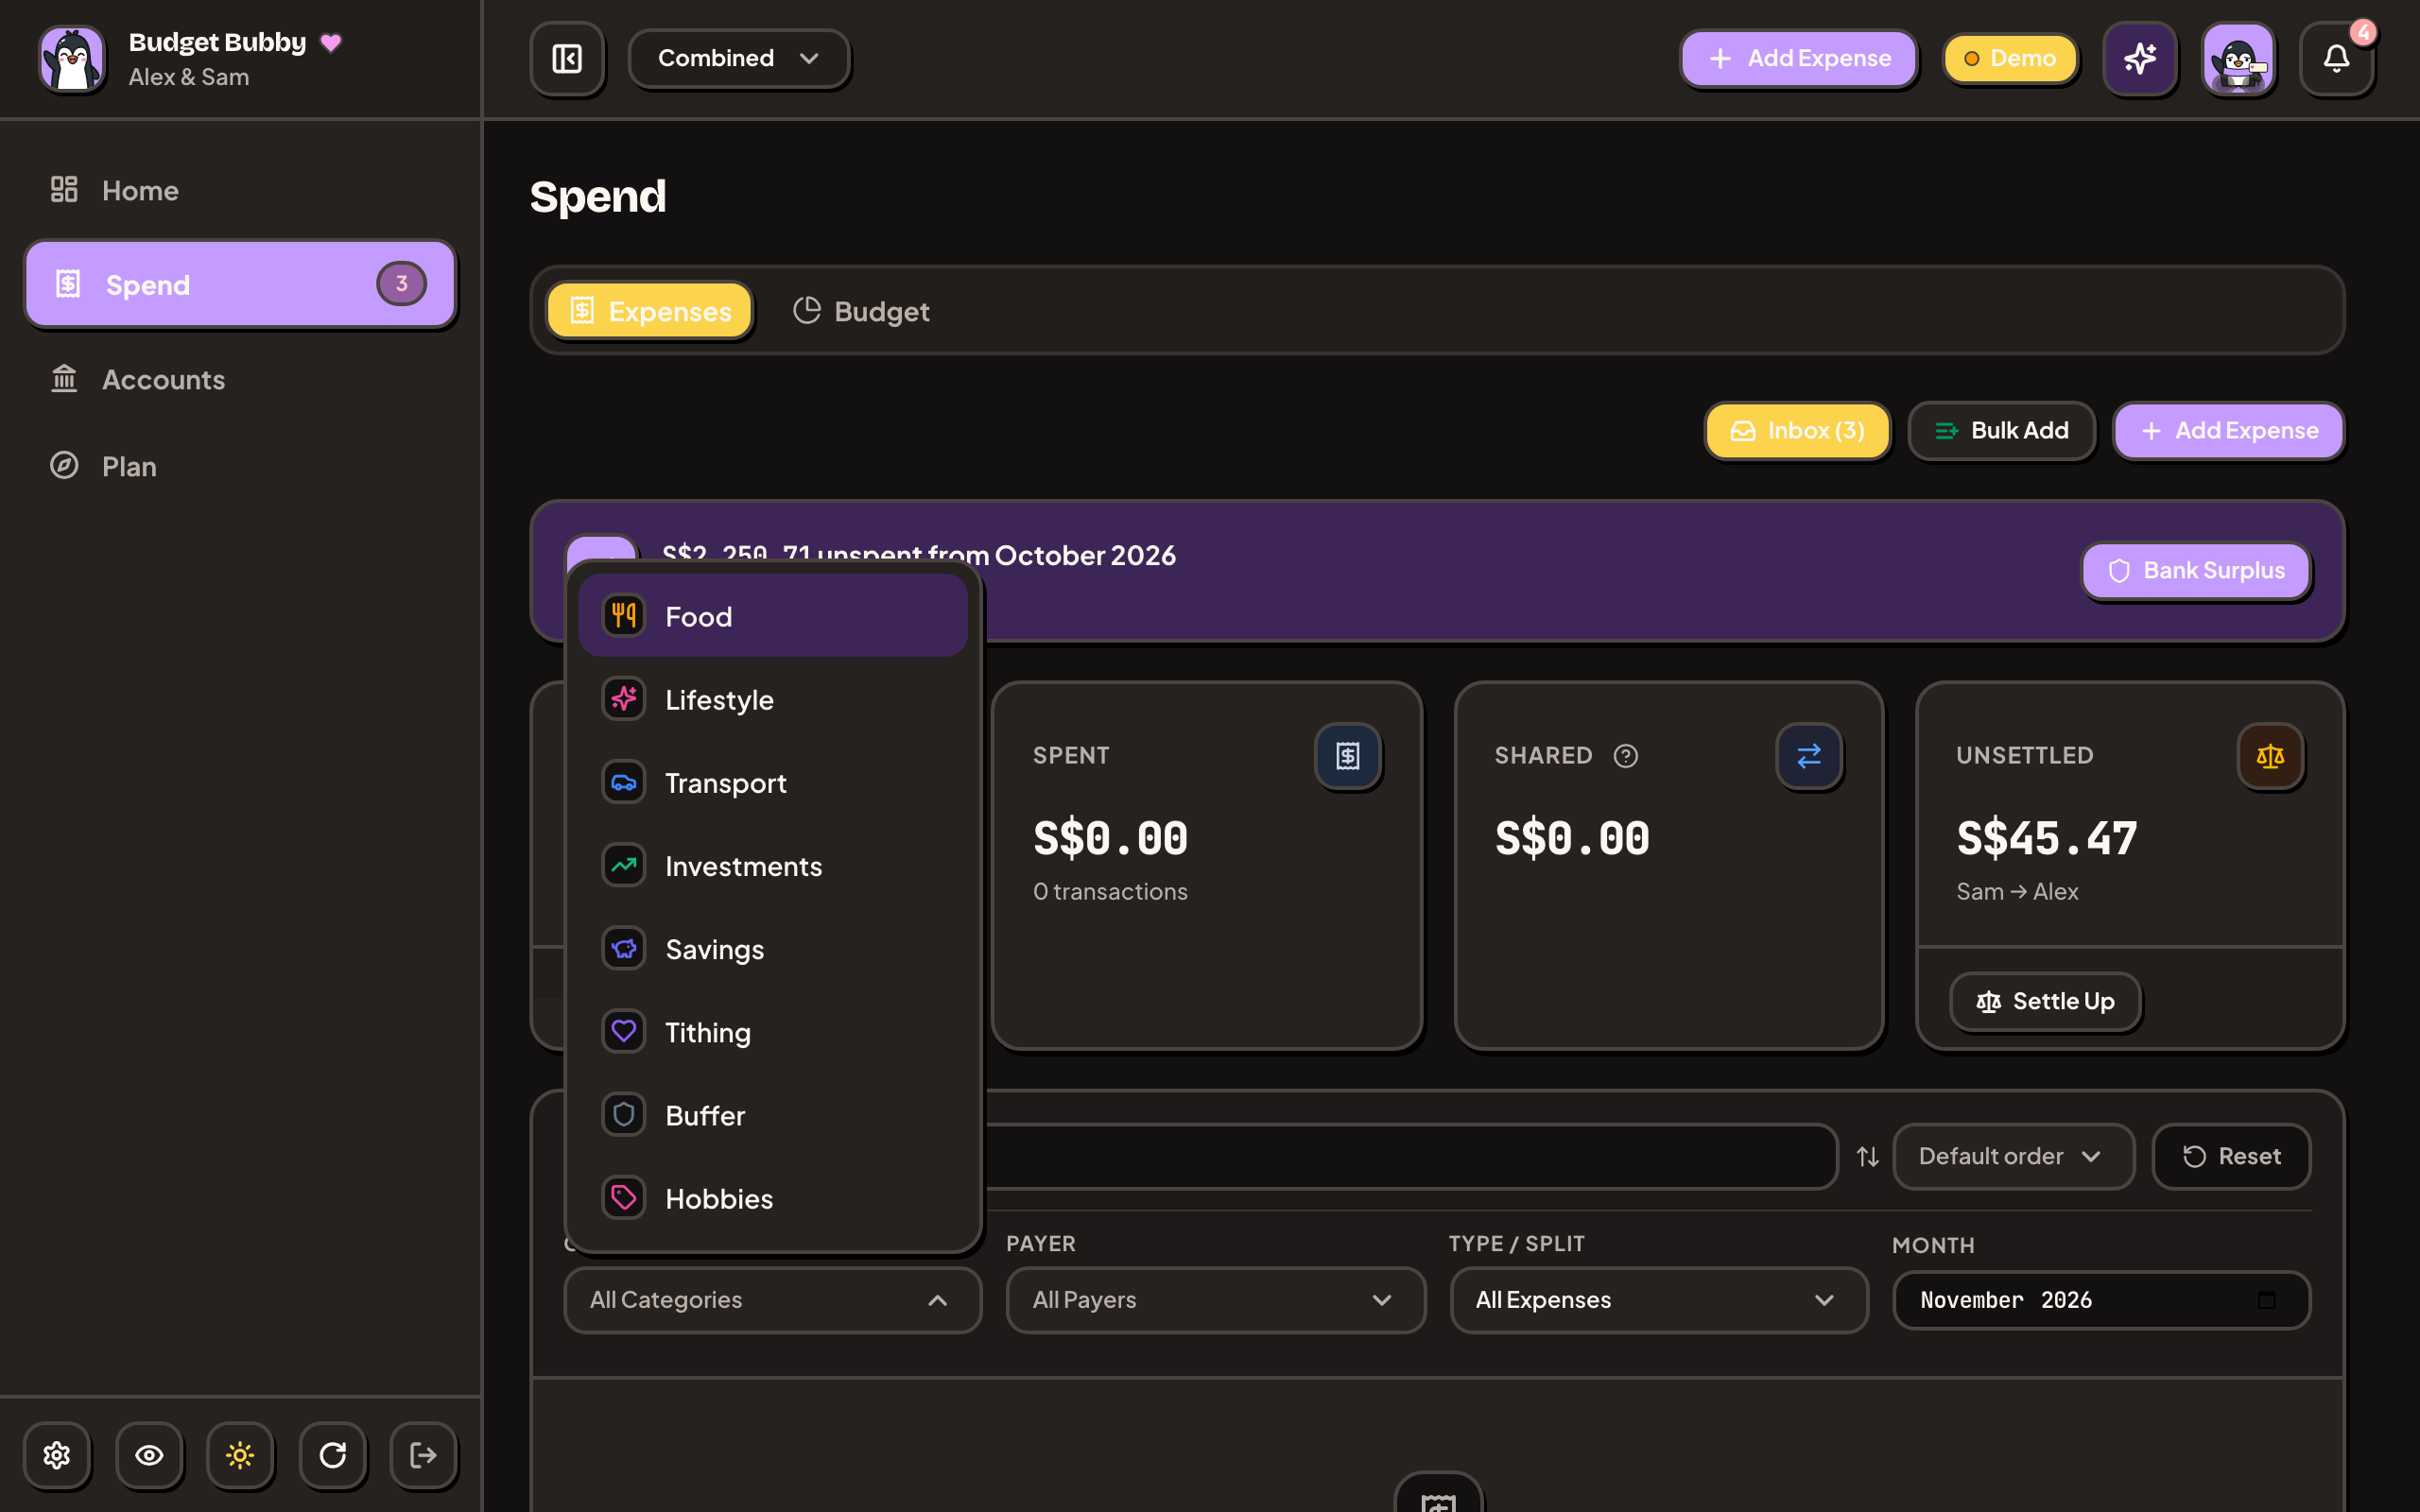 Budget Bubby
Alex & Sam
Combined
Add Expense
Demo
4
Home
Spend
3
Accounts
Plan
Spend
Expenses
Budget
Inbox (3)
Bulk Add
Add Expense
S$2,250.71 unspent from October 2026
Bank Surplus
Food
Lifestyle
Transport
Investments
Savings
Tithing
Buffer
Hobbies
SPENT
S$0.00
0 transactions
SHARED
S$0.00
UNSETTLED
S$45.47
Sam → Alex
Settle Up
Default order
Reset
PAYER
TYPE / SPLIT
MONTH
All Categories
All Payers
All Expenses
November 2026